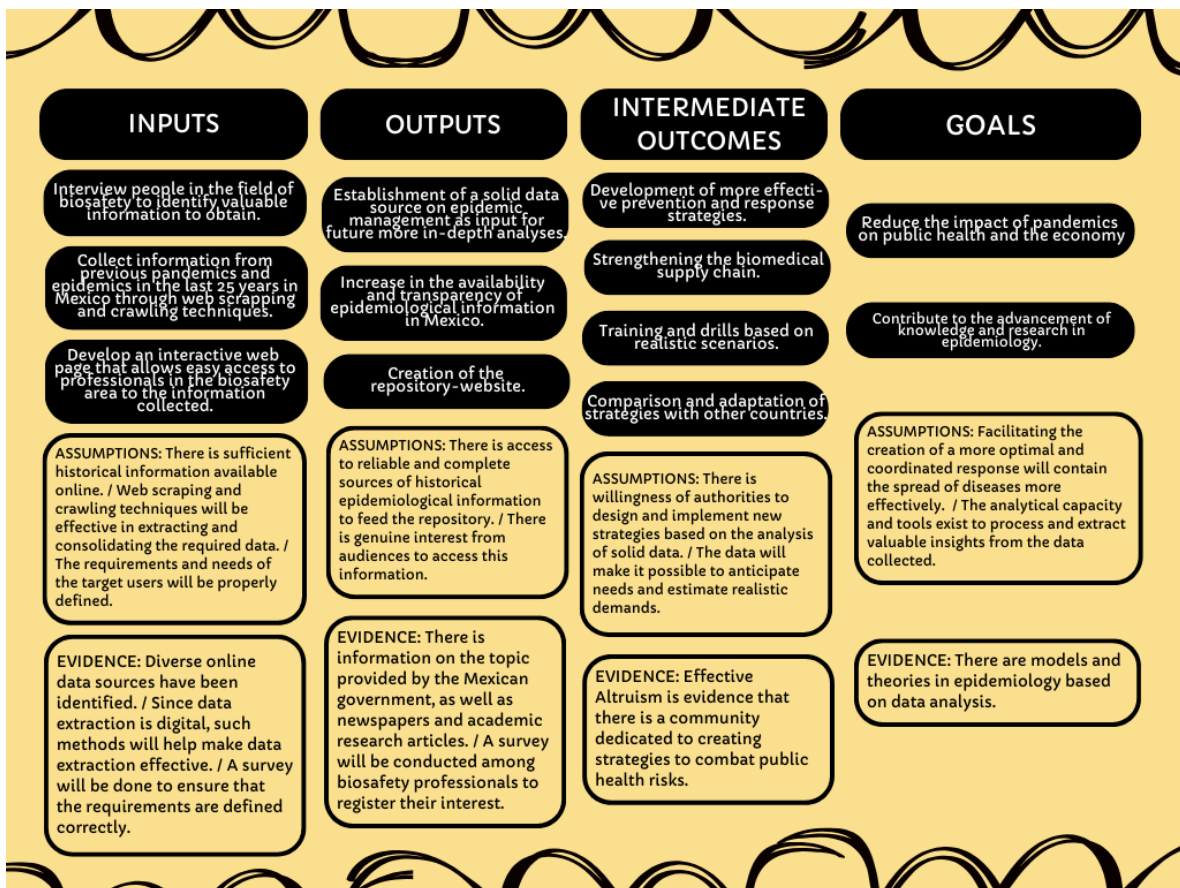 INPUTS
Interview people in the field of
biosafety to identify valuable
information to obtain.
Collect information from
previous pandemics and
epidemics in the last 25 years in
Mexico through web scrapping
and crawling techniques.
Develop an interactive web
page that allows easy access to
professionals in the biosafety
area to the information
collected.
ASSUMPTIONS: There is sufficient
historical information available
online. / Web scraping and
crawling techniques will be
effective in extracting and
consolidating the required data. /
The requirements and needs of
the target users will be properly
defined.
EVIDENCE: Diverse online
data sources have been
identified. / Since data
extraction is digital, such
methods will help make data
extraction effective. / A survey
will be done to ensure that
the requirements are defined
correctly.
OUTPUTS
Establishment of a solid data
source on epidemic
management as input for
future more in-depth analyses.
Increase in the availability
and transparency of
epidemiological information
in Mexico.
Creation of the
repository-website.
ASSUMPTIONS: There is access
to reliable and complete
sources of historical
epidemiological information
to feed the repository. / There
is genuine interest from
audiences to access this
information.
EVIDENCE: There is
information on the topic
provided by the Mexican
government, as well as
newspapers and academic
research articles. / A survey
will be conducted among
biosafety professionals to
register their interest.
INTERMEDIATE
OUTCOMES
Development of more effecti-
ve prevention and response
strategies.
Strengthening the biomedical
supply chain.
Training and drills based on
realistic scenarios.
Comparison and adaptation of
strategies with other countries.
ASSUMPTIONS: There is
willingness of authorities to
design and implement new
strategies based on the analysis
of solid data. / The data will
make it possible to anticipate
needs and estimate realistic
demands.
EVIDENCE: Effective
Altruism is evidence that
there is a community
dedicated to creating
strategies to combat public
health risks.
GOALS
Reduce the impact of pandemics
on public health and the economy
Contribute to the advancement of
knowledge and research in
epidemiology.
ASSUMPTIONS: Facilitating the
creation of a more optimal and
coordinated response will contain
the spread of diseases more
effectively. / The analytical capacity
and tools exist to process and extract
valuable insights from the data
collected.
EVIDENCE: There are models and
theories in epidemiology based
on data analysis.